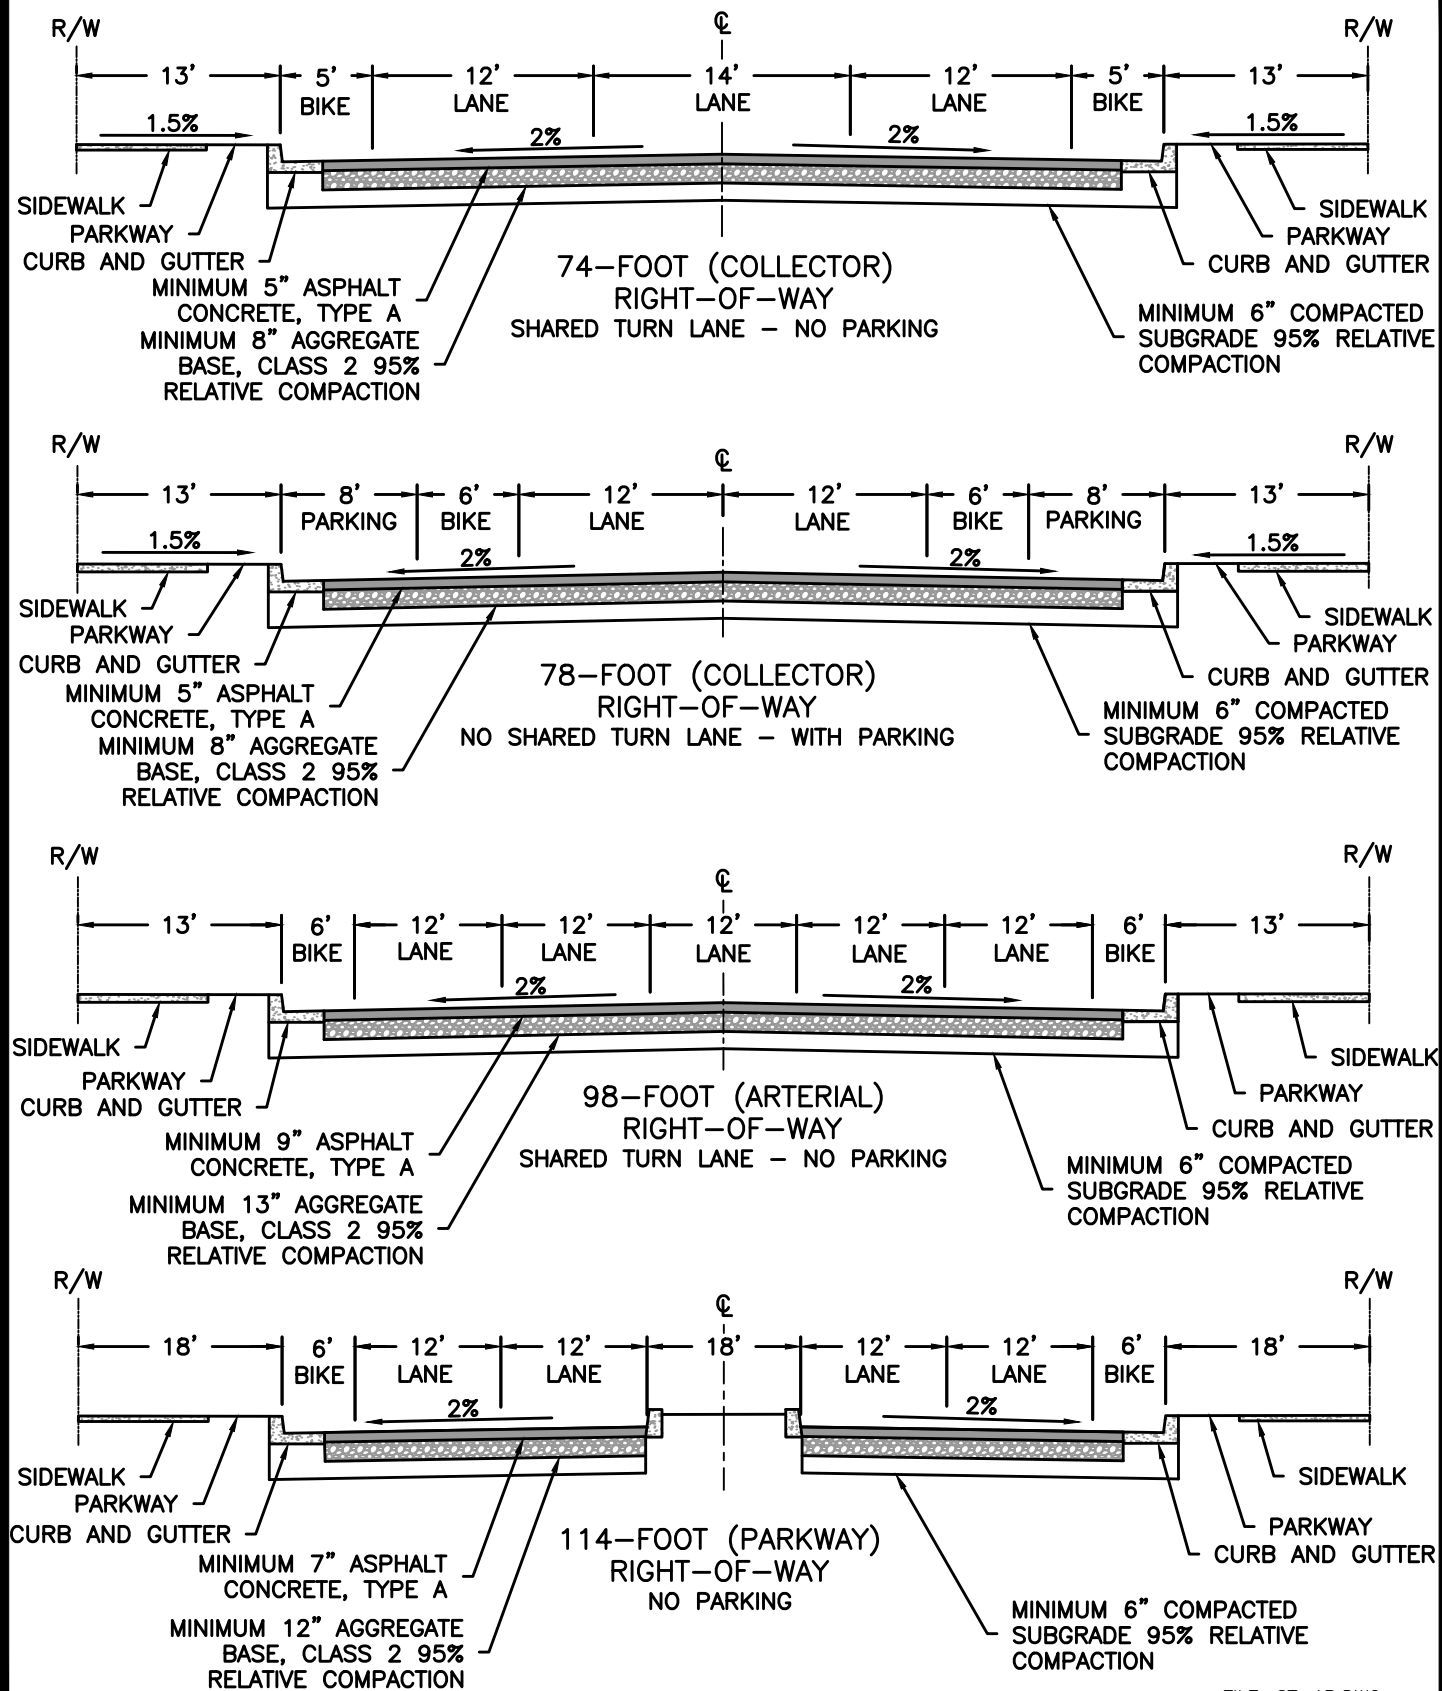 R/W
℄
R/W
13' 5' 12' 14' 12' 5' 13'
BIKE LANE LANE LANE BIKE
1.5% 2% 2% 1.5%
SIDEWALK
PARKWAY
CURB AND GUTTER
MINIMUM 5" ASPHALT
CONCRETE, TYPE A
MINIMUM 8" AGGREGATE
BASE, CLASS 2 95%
RELATIVE COMPACTION
74-FOOT (COLLECTOR)
RIGHT-OF-WAY
SHARED TURN LANE - NO PARKING
SIDEWALK
PARKWAY
CURB AND GUTTER
MINIMUM 6" COMPACTED
SUBGRADE 95% RELATIVE
COMPACTION
R/W
℄
R/W
13' 8' 6' 12' 12' 6' 8' 13'
PARKING BIKE LANE LANE BIKE PARKING
1.5% 2% 2% 1.5%
SIDEWALK
PARKWAY
CURB AND GUTTER
MINIMUM 5" ASPHALT
CONCRETE, TYPE A
MINIMUM 8" AGGREGATE
BASE, CLASS 2 95%
RELATIVE COMPACTION
78-FOOT (COLLECTOR)
RIGHT-OF-WAY
NO SHARED TURN LANE - WITH PARKING
SIDEWALK
PARKWAY
CURB AND GUTTER
MINIMUM 6" COMPACTED
SUBGRADE 95% RELATIVE
COMPACTION
R/W
℄
R/W
13' 6' 12' 12' 12' 12' 12' 6' 13'
BIKE LANE LANE LANE LANE LANE BIKE
2% 2%
SIDEWALK
PARKWAY
CURB AND GUTTER
MINIMUM 9" ASPHALT
CONCRETE, TYPE A
MINIMUM 13" AGGREGATE
BASE, CLASS 2 95%
RELATIVE COMPACTION
98-FOOT (ARTERIAL)
RIGHT-OF-WAY
SHARED TURN LANE - NO PARKING
SIDEWALK
PARKWAY
CURB AND GUTTER
MINIMUM 6" COMPACTED
SUBGRADE 95% RELATIVE
COMPACTION
R/W
℄
R/W
18' 6' 12' 12' 18' 12' 12' 6' 18'
BIKE LANE LANE LANE LANE BIKE
2% 2%
SIDEWALK
PARKWAY
CURB AND GUTTER
MINIMUM 7" ASPHALT
CONCRETE, TYPE A
MINIMUM 12" AGGREGATE
BASE, CLASS 2 95%
RELATIVE COMPACTION
114-FOOT (PARKWAY)
RIGHT-OF-WAY
NO PARKING
SIDEWALK
PARKWAY
CURB AND GUTTER
MINIMUM 6" COMPACTED
SUBGRADE 95% RELATIVE
COMPACTION